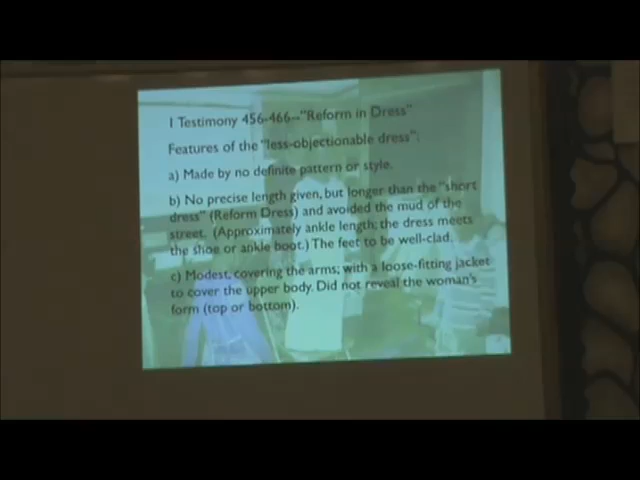 1 Testimony 456-466--"Reform in Dress"
Features of the "less-objectionable dress":
a) Made by no definite pattern or style.
b) No precise length given, but longer than the "short
dress" (Reform Dress) and avoided the mud of the
street. (Approximately ankle length; the dress meets
the shoe or ankle boot.) The feet to be well-clad.
c) Modest, covering the arms; with a loose-fitting jacket
to cover the upper body. Did not reveal the woman's
form (top or bottom).